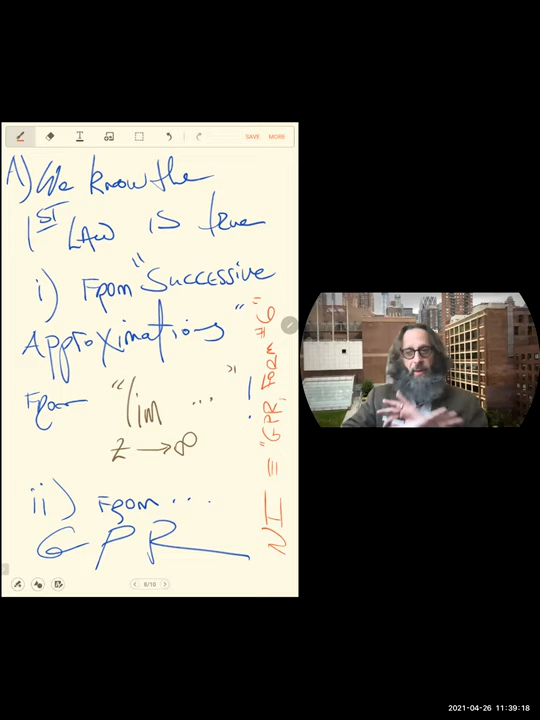 SAVE MORE
A) We know the
1ST LAW is true
i) From "Successive
Approximations"
From "lim ..." !
z → ∞
ii) From ...
GPR
NI ≡ "GPR, Form #6"
8/10
2021-04-26 11:39:18